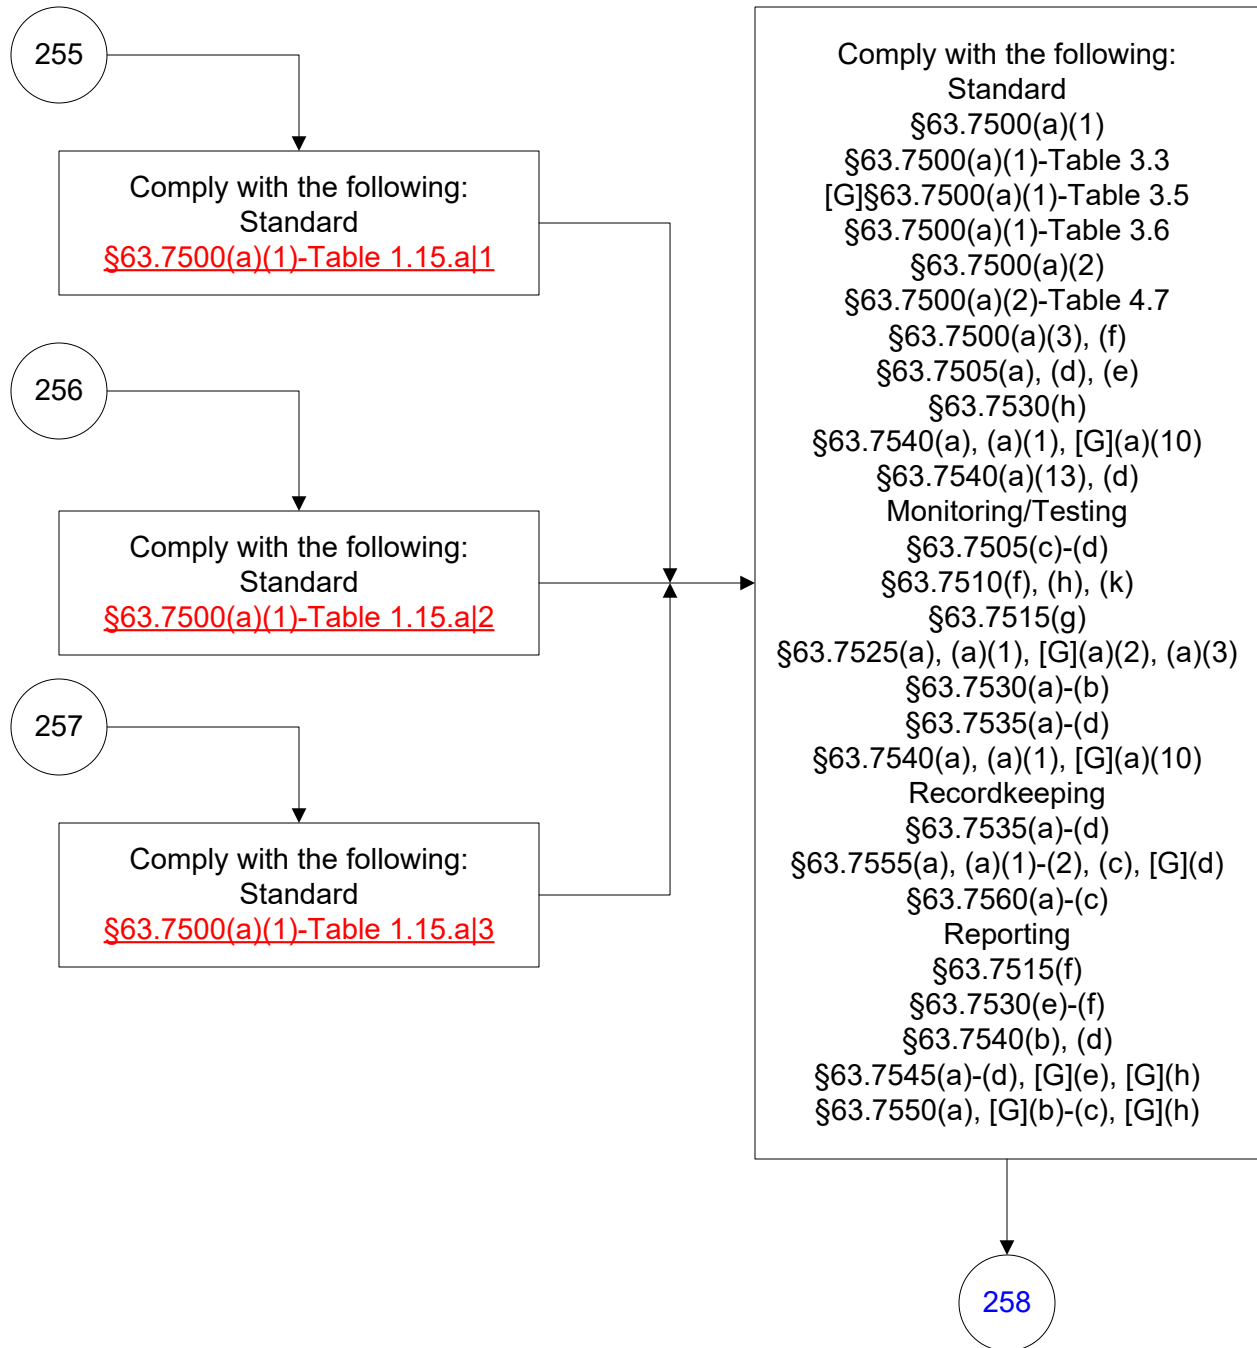 255
Comply with the following:
Standard
§63.7500(a)(1)-Table 1.15.a|1
256
Comply with the following:
Standard
§63.7500(a)(1)-Table 1.15.a|2
257
Comply with the following:
Standard
§63.7500(a)(1)-Table 1.15.a|3
Comply with the following:
Standard
§63.7500(a)(1)
§63.7500(a)(1)-Table 3.3
[G]§63.7500(a)(1)-Table 3.5
§63.7500(a)(1)-Table 3.6
§63.7500(a)(2)
§63.7500(a)(2)-Table 4.7
§63.7500(a)(3), (f)
§63.7505(a), (d), (e)
§63.7530(h)
§63.7540(a), (a)(1), [G](a)(10)
§63.7540(a)(13), (d)
Monitoring/Testing
§63.7505(c)-(d)
§63.7510(f), (h), (k)
§63.7515(g)
§63.7525(a), (a)(1), [G](a)(2), (a)(3)
§63.7530(a)-(b)
§63.7535(a)-(d)
§63.7540(a), (a)(1), [G](a)(10)
Recordkeeping
§63.7535(a)-(d)
§63.7555(a), (a)(1)-(2), (c), [G](d)
§63.7560(a)-(c)
Reporting
§63.7515(f)
§63.7530(e)-(f)
§63.7540(b), (d)
§63.7545(a)-(d), [G](e), [G](h)
§63.7550(a), [G](b)-(c), [G](h)
258